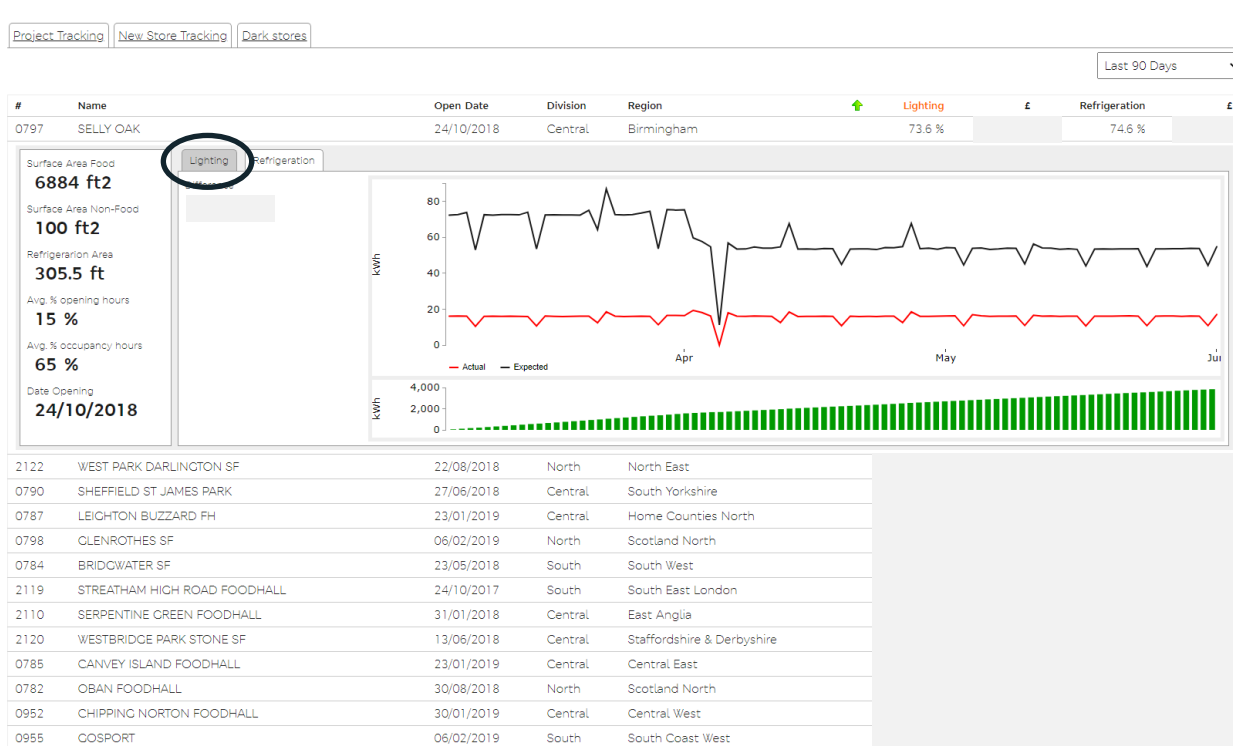 Project Tracking New Store Tracking Dark stores
Last 90 Days
# Name Open Date Division Region Lighting £ Refrigeration £
0797 SELLY OAK 24/10/2018 Central Birmingham 73.6 % 74.6 %
Surface Area Food
6884 ft2
Surface Area Non-Food
100 ft2
Refrigerarion Area
305.5 ft
Avg. % opening hours
15 %
Avg. % occupancy hours
65 %
Date Opening
24/10/2018
Lighting Refrigeration
Difference
80
60
kWh
40
20
0
Apr May Jun
Actual Expected
4,000
kWh
2,000
0
2122 WEST PARK DARLINGTON SF 22/08/2018 North North East
0790 SHEFFIELD ST JAMES PARK 27/06/2018 Central South Yorkshire
0787 LEIGHTON BUZZARD FH 23/01/2019 Central Home Counties North
0798 GLENROTHES SF 06/02/2019 North Scotland North
0784 BRIDGWATER SF 23/05/2018 South South West
2119 STREATHAM HIGH ROAD FOODHALL 24/10/2017 South South East London
2110 SERPENTINE GREEN FOODHALL 31/01/2018 Central East Anglia
2120 WESTBRIDGE PARK STONE SF 13/06/2018 Central Staffordshire & Derbyshire
0785 CANVEY ISLAND FOODHALL 23/01/2019 Central Central East
0782 OBAN FOODHALL 30/08/2018 North Scotland North
0952 CHIPPING NORTON FOODHALL 30/01/2019 Central Central West
0955 GOSPORT 06/02/2019 South South Coast West